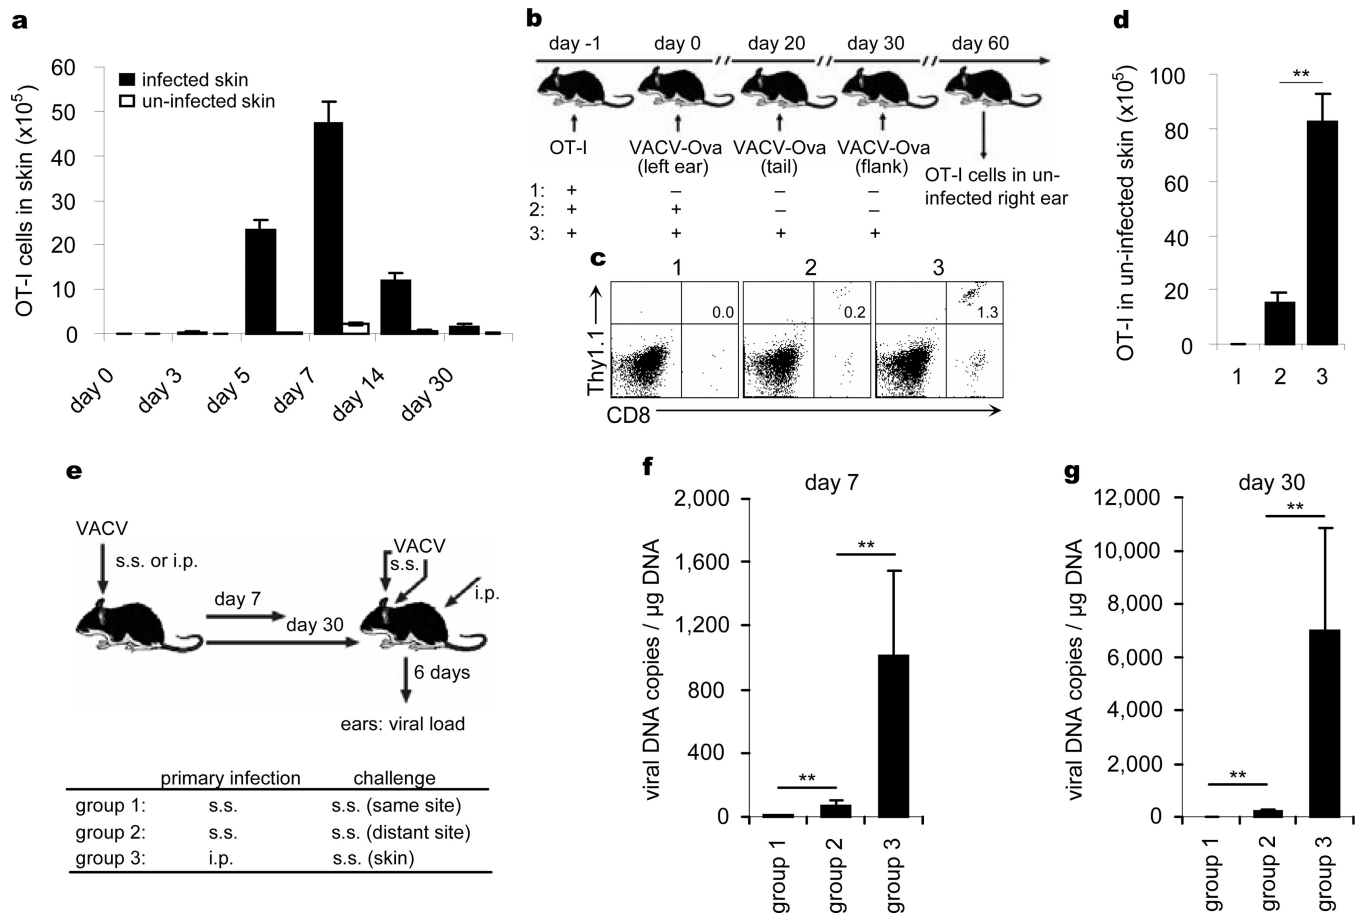 a
OT-I cells in skin (x10⁵)
60
50
40
30
20
10
0
infected skin
un-infected skin
day 0
day 3
day 5
day 7
day 14
day 30
b
day -1
day 0
day 20
day 30
day 60
OT-I
VACV-Ova
(left ear)
VACV-Ova
(tail)
VACV-Ova
(flank)
OT-I cells in un-
infected right ear
1: + – – –
2: + + – –
3: + + + +
c
1 2 3
Thy1.1
0.0
0.2
1.3
CD8
d
OT-I in un-infected skin (x10⁵)
100
80
60
40
20
0
**
1 2 3
e
VACV
s.s. or i.p.
day 7
day 30
VACV
s.s.
i.p.
6 days
ears: viral load
primary infection challenge
group 1: s.s. s.s. (same site)
group 2: s.s. s.s. (distant site)
group 3: i.p. s.s. (skin)
f
day 7
viral DNA copies / µg DNA
2,000
1,600
1,200
800
400
0
**
**
group 1
group 2
group 3
g
day 30
viral DNA copies / µg DNA
12,000
10,000
8,000
6,000
4,000
2,000
0
**
**
group 1
group 2
group 3